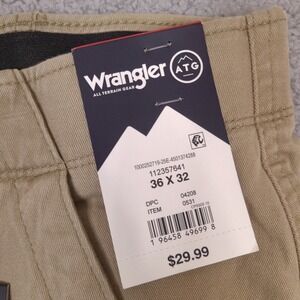 Wrangler
ALL TERRAIN GEAR
ATG
112357641
36 X 32
DPC 04208
ITEM 0531
1 96458 49699 8
$29.99